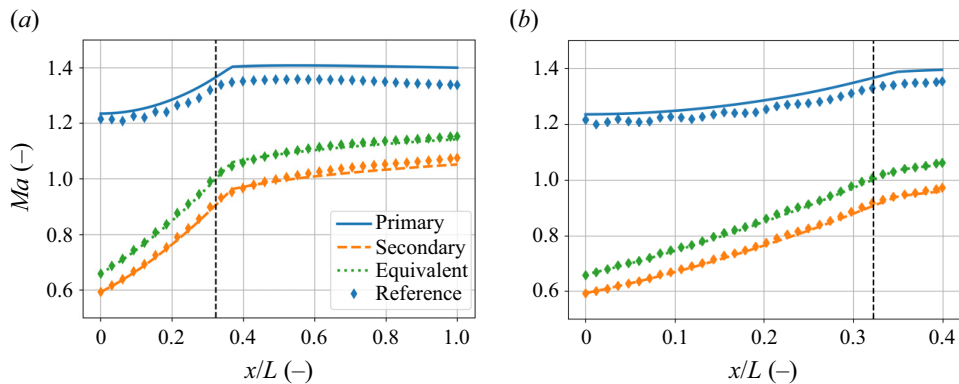 (a)
(b)
1.4
1.2
1.0
0.8
0.6
Ma (–)
Primary
Secondary
Equivalent
Reference
0 0.2 0.4 0.6 0.8 1.0
x/L (–)
1.4
1.2
1.0
0.8
0.6
0 0.1 0.2 0.3 0.4
x/L (–)